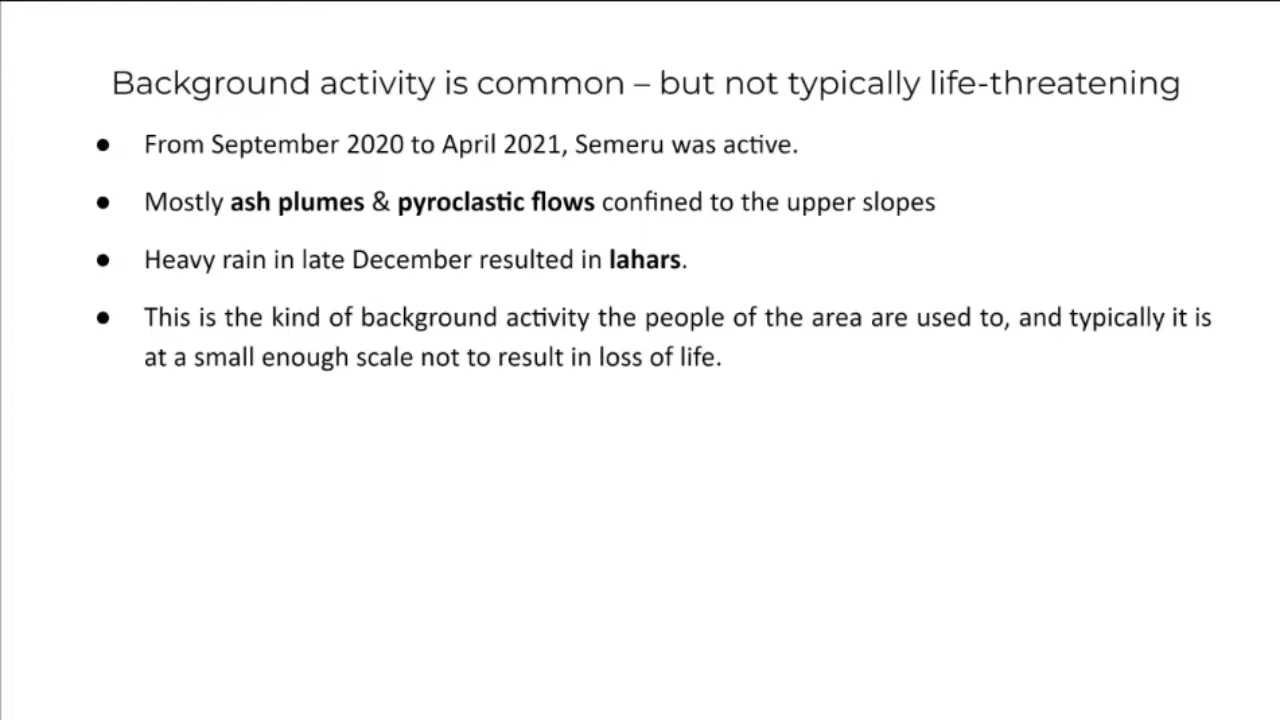 Background activity is common – but not typically life-threatening
● From September 2020 to April 2021, Semeru was active.
● Mostly ash plumes & pyroclastic flows confined to the upper slopes
● Heavy rain in late December resulted in lahars.
● This is the kind of background activity the people of the area are used to, and typically it is
at a small enough scale not to result in loss of life.